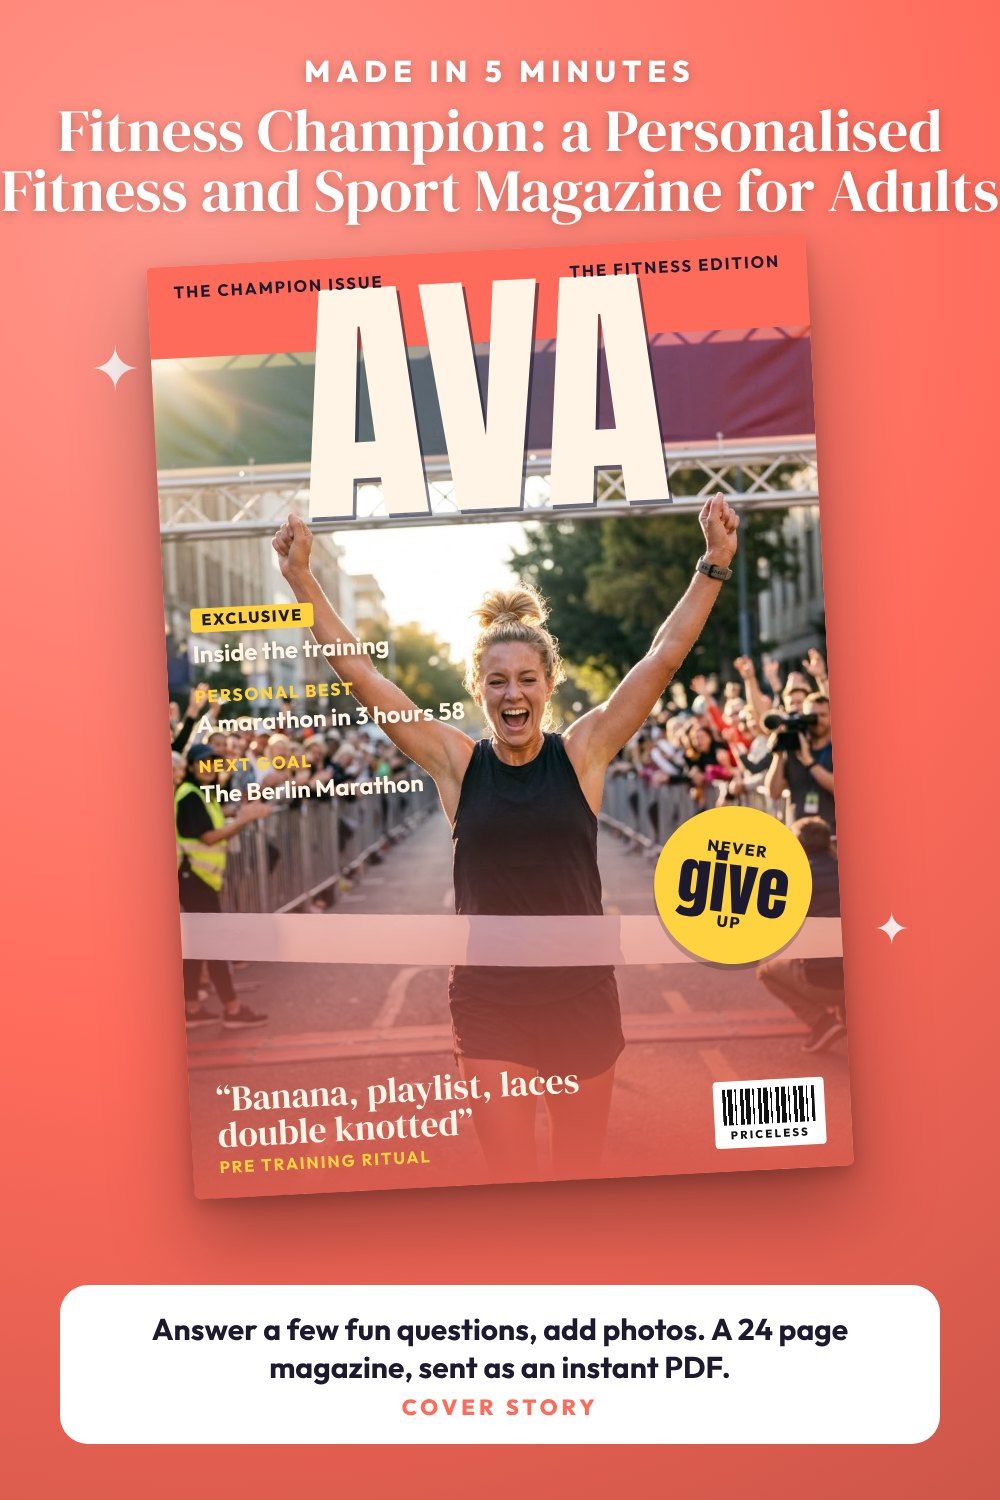 MADE IN 5 MINUTES
Fitness Champion: a Personalised
Fitness and Sport Magazine for Adults
THE CHAMPION ISSUE
THE FITNESS EDITION
AVA
EXCLUSIVE
Inside the training
PERSONAL BEST
A marathon in 3 hours 58
NEXT GOAL
The Berlin Marathon
NEVER
give
UP
“Banana, playlist, laces
double knotted”
PRE TRAINING RITUAL
PRICELESS
Answer a few fun questions, add photos. A 24 page
magazine, sent as an instant PDF.
COVER STORY